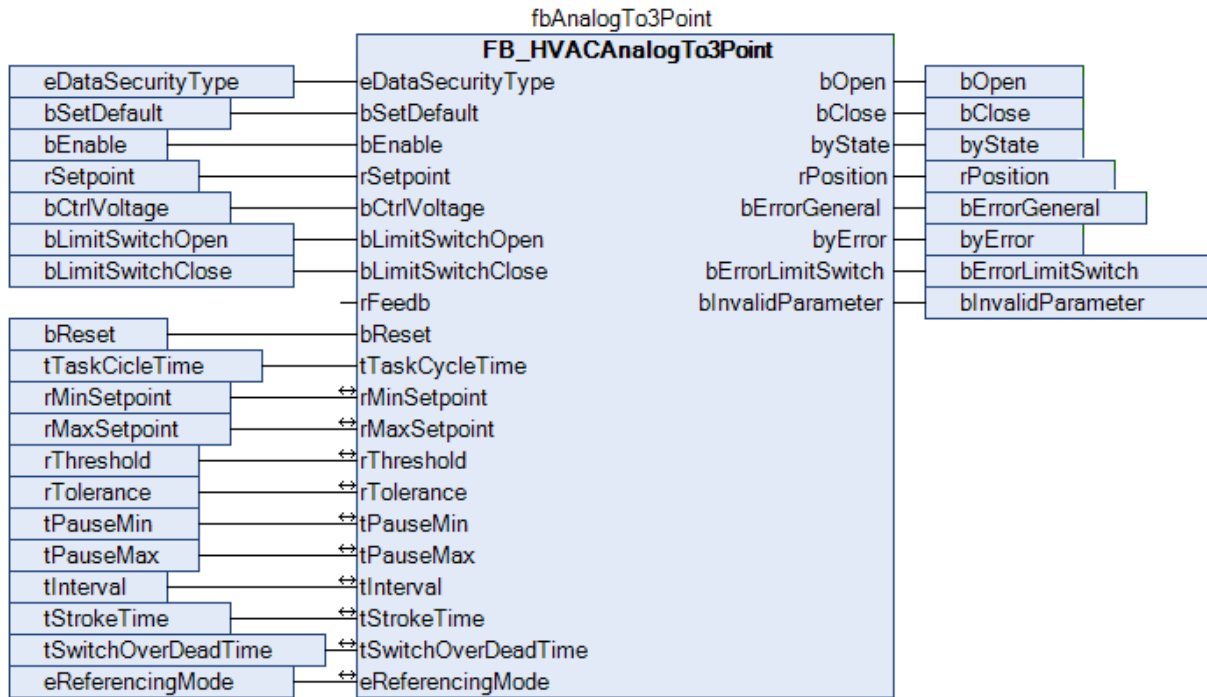 fbAnalogTo3Point
FB_HVACAnalogTo3Point
eDataSecurityType eDataSecurityType bOpen bOpen
bSetDefault bSetDefault bClose bClose
bEnable bEnable byState byState
rSetpoint rSetpoint rPosition rPosition
bCtrlVoltage bCtrlVoltage bErrorGeneral bErrorGeneral
bLimitSwitchOpen bLimitSwitchOpen byError byError
bLimitSwitchClose bLimitSwitchClose bErrorLimitSwitch bErrorLimitSwitch
rFeedb bInvalidParameter bInvalidParameter
bReset bReset
tTaskCicleTime tTaskCycleTime
rMinSetpoint rMinSetpoint
rMaxSetpoint rMaxSetpoint
rThreshold rThreshold
rTolerance rTolerance
tPauseMin tPauseMin
tPauseMax tPauseMax
tInterval tInterval
tStrokeTime tStrokeTime
tSwitchOverDeadTime tSwitchOverDeadTime
eReferencingMode eReferencingMode